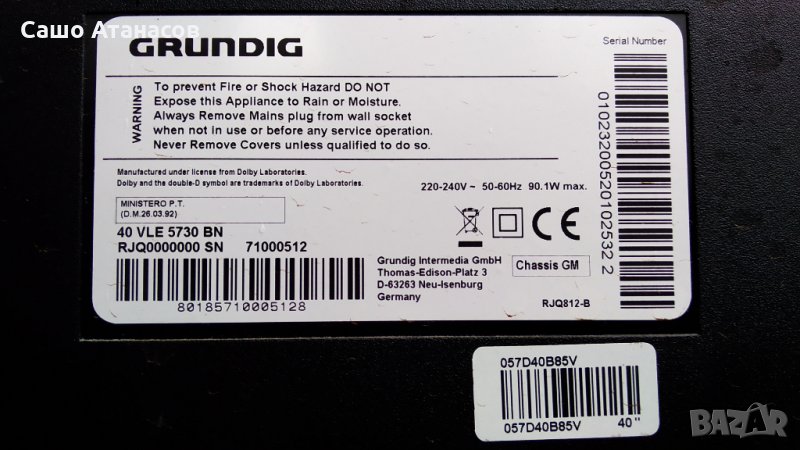 Сашо Атанасов
GRUNDIG
Serial Number
WARNING
To prevent Fire or Shock Hazard DO NOT
Expose this Appliance to Rain or Moisture.
Always Remove Mains plug from wall socket
when not in use or before any service operation.
Never Remove Covers unless qualified to do so.
Manufactured under license from Dolby Laboratories.
Dolby and the double-D symbol are trademarks of Dolby Laboratories.
220-240V ~ 50-60Hz 90.1W max.
MINISTERO P.T.
(D.M.26.03.92)
40 VLE 5730 BN
RJQ0000000 SN 71000512
80185710005128
CE
Grundig Intermedia GmbH
Thomas-Edison-Platz 3
D-63263 Neu-Isenburg
Germany
Chassis GM
RJQ812-B
01023200520102532 2
057D40B85V
057D40B85V 40"
BAZAR